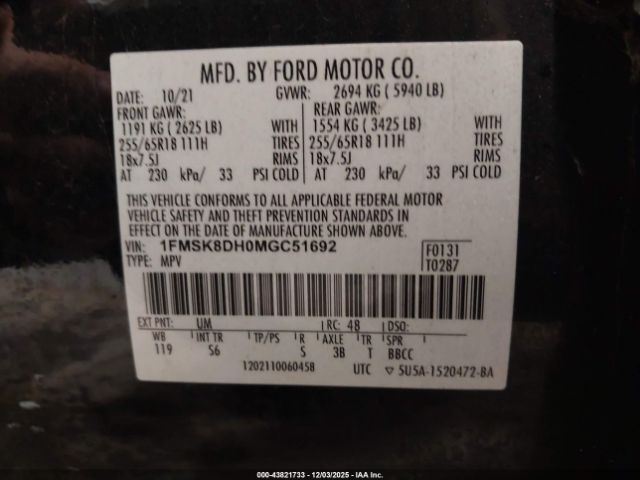 MFD. BY FORD MOTOR CO.
DATE: 10/21 GVWR: 2694 KG ( 5940 LB)
FRONT GAWR: REAR GAWR:
1191 KG ( 2625 LB) WITH 1554 KG ( 3425 LB) WITH
255/65R18 111H TIRES 255/65R18 111H TIRES
18x7.5J RIMS 18x7.5J RIMS
AT 230 kPa/ 33 PSI COLD AT 230 kPa/ 33 PSI COLD
THIS VEHICLE CONFORMS TO ALL APPLICABLE FEDERAL MOTOR
VEHICLE SAFETY AND THEFT PREVENTION STANDARDS IN
EFFECT ON THE DATE OF MANUFACTURE SHOWN ABOVE.
VIN: 1FMSK8DH0MGC51692 F0131
TYPE: MPV T0287
EXT PNT: UM RC: 48 DSO:
WB INT TR TP/PS R AXLE TR SPR
119 S6 S 3B T BBCC
1202110060458 UTC ▽ 5U5A-1520472-BA
000-43821733 - 12/03/2025 - IAA Inc.